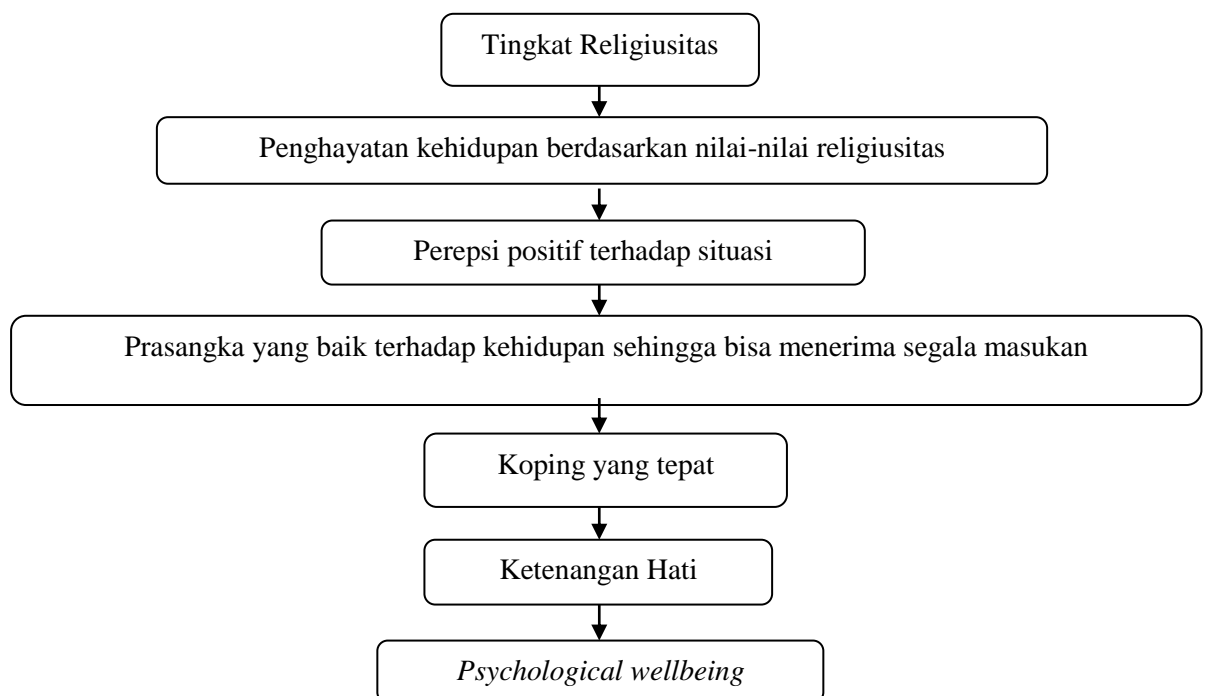 Tingkat Religiusitas
Penghayatan kehidupan berdasarkan nilai-nilai religiusitas
Perepsi positif terhadap situasi
Prasangka yang baik terhadap kehidupan sehingga bisa menerima segala masukan
Koping yang tepat
Ketenangan Hati
Psychological wellbeing